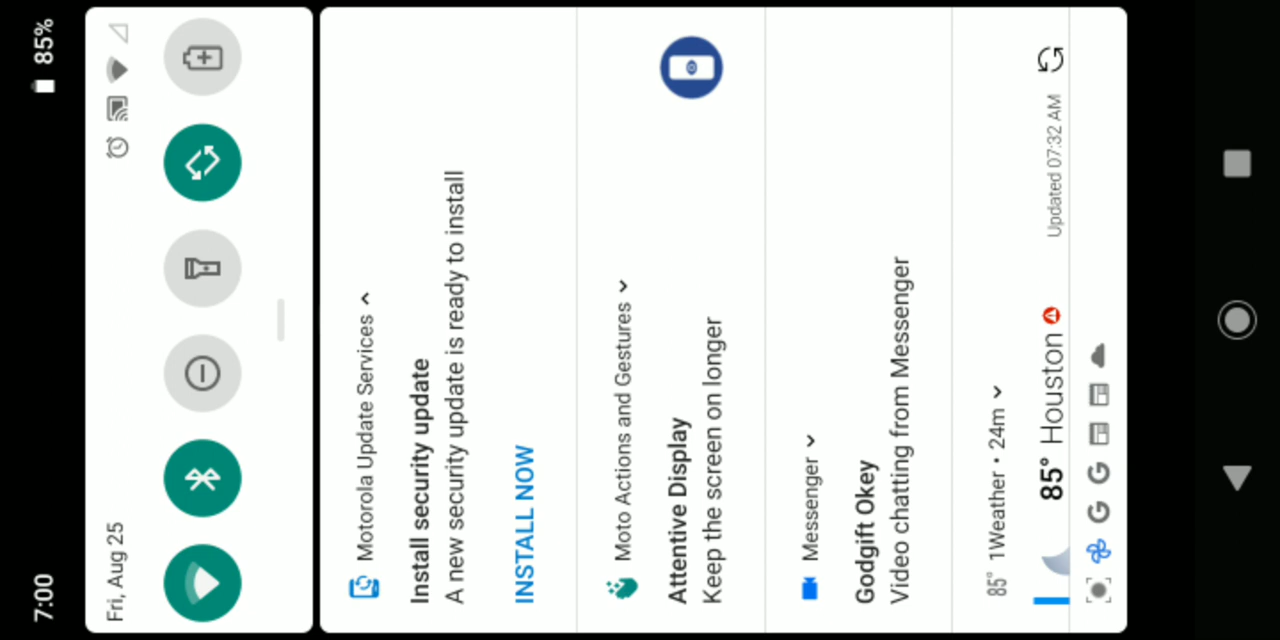 7:00
85%
Fri, Aug 25
Motorola Update Services
Install security update
A new security update is ready to install
INSTALL NOW
Moto Actions and Gestures
Attentive Display
Keep the screen on longer
Messenger
Godgift Okey
Video chatting from Messenger
85° 1Weather • 24m
85° Houston
Updated 07:32 AM
G G